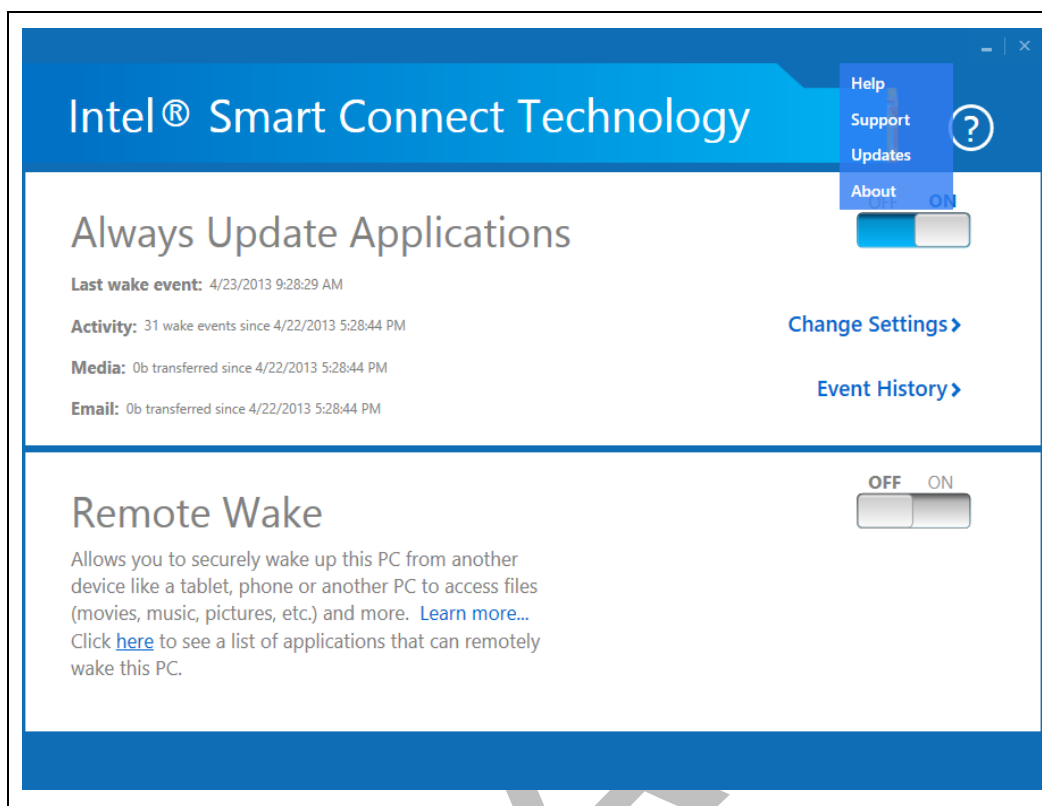 Help
Intel® Smart Connect Technology
Support
?
Updates
About
OFF ON
Always Update Applications
Last wake event: 4/23/2013 9:28:29 AM
Activity: 31 wake events since 4/22/2013 5:28:44 PM
Change Settings
Media: 0b transferred since 4/22/2013 5:28:44 PM
Event History
Email: 0b transferred since 4/22/2013 5:28:44 PM
OFF ON
Remote Wake
Allows you to securely wake up this PC from another
device like a tablet, phone or another PC to access files
(movies, music, pictures, etc.) and more. Learn more...
Click here to see a list of applications that can remotely
wake this PC.